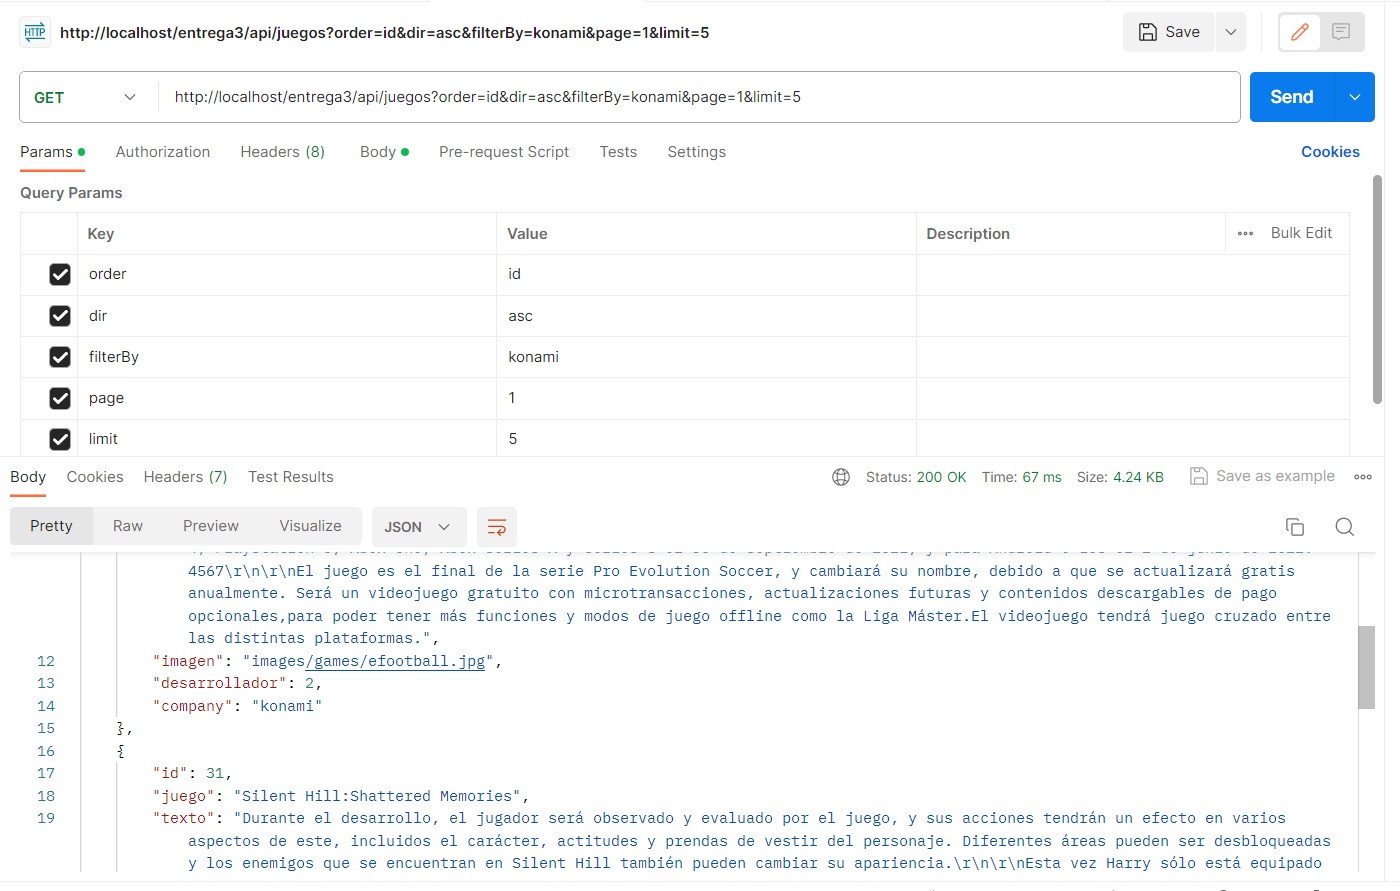 HTTP http://localhost/entrega3/api/juegos?order=id&dir=asc&filterBy=konami&page=1&limit=5 Save
GET http://localhost/entrega3/api/juegos?order=id&dir=asc&filterBy=konami&page=1&limit=5 Send
Params Authorization Headers (8) Body Pre-request Script Tests Settings Cookies
Query Params
Key Value Description ••• Bulk Edit
order id
dir asc
filterBy konami
page 1
limit 5
Body Cookies Headers (7) Test Results Status: 200 OK Time: 67 ms Size: 4.24 KB Save as example •••
Pretty Raw Preview Visualize JSON
4567\r\n\r\nEl juego es el final de la serie Pro Evolution Soccer, y cambiará su nombre, debido a que se actualizará gratis
anualmente. Será un videojuego gratuito con microtransacciones, actualizaciones futuras y contenidos descargables de pago
opcionales,para poder tener más funciones y modos de juego offline como la Liga Máster.El videojuego tendrá juego cruzado entre
las distintas plataformas.",
12 "imagen": "images/games/efootball.jpg",
13 "desarrollador": 2,
14 "company": "konami"
15 },
16 {
17 "id": 31,
18 "juego": "Silent Hill:Shattered Memories",
19 "texto": "Durante el desarrollo, el jugador será observado y evaluado por el juego, y sus acciones tendrán un efecto en varios
aspectos de este, incluidos el carácter, actitudes y prendas de vestir del personaje. Diferentes áreas pueden ser desbloqueadas
y los enemigos que se encuentran en Silent Hill también pueden cambiar su apariencia.\r\n\r\nEsta vez Harry sólo está equipado